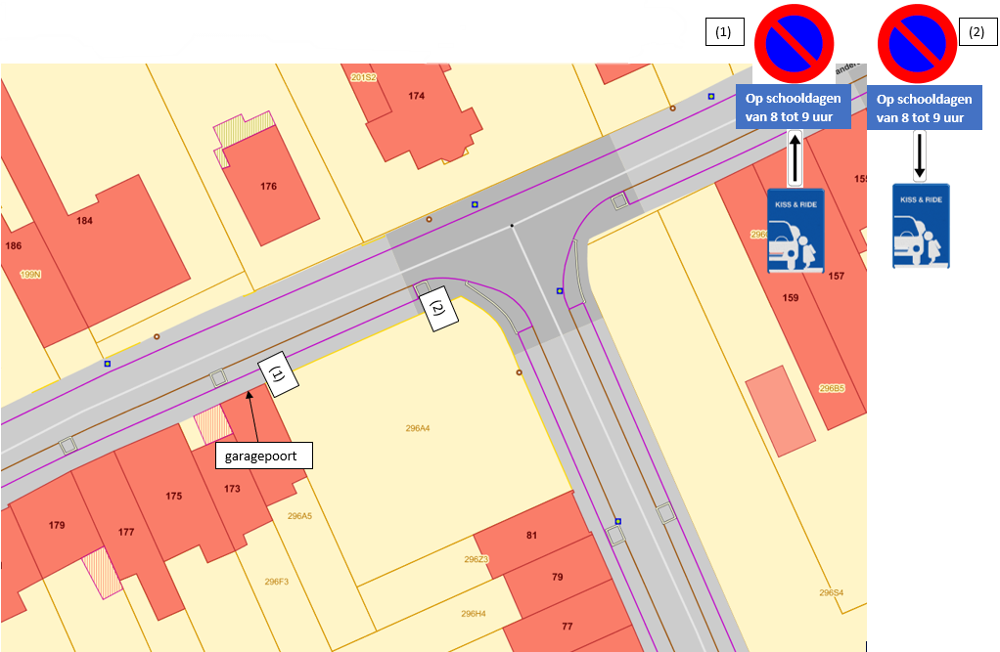 (1)
(2)
ander
Op schooldagen
van 8 tot 9 uur
Op schooldagen
van 8 tot 9 uur
KISS & RIDE
KISS & RIDE
201S2
174
176
184
186
199N
155
157
159
296B5
(2)
(1)
garagepoort
296A4
173
175
177
179
296A5
296F3
81
79
77
296Z3
296H4
296S4